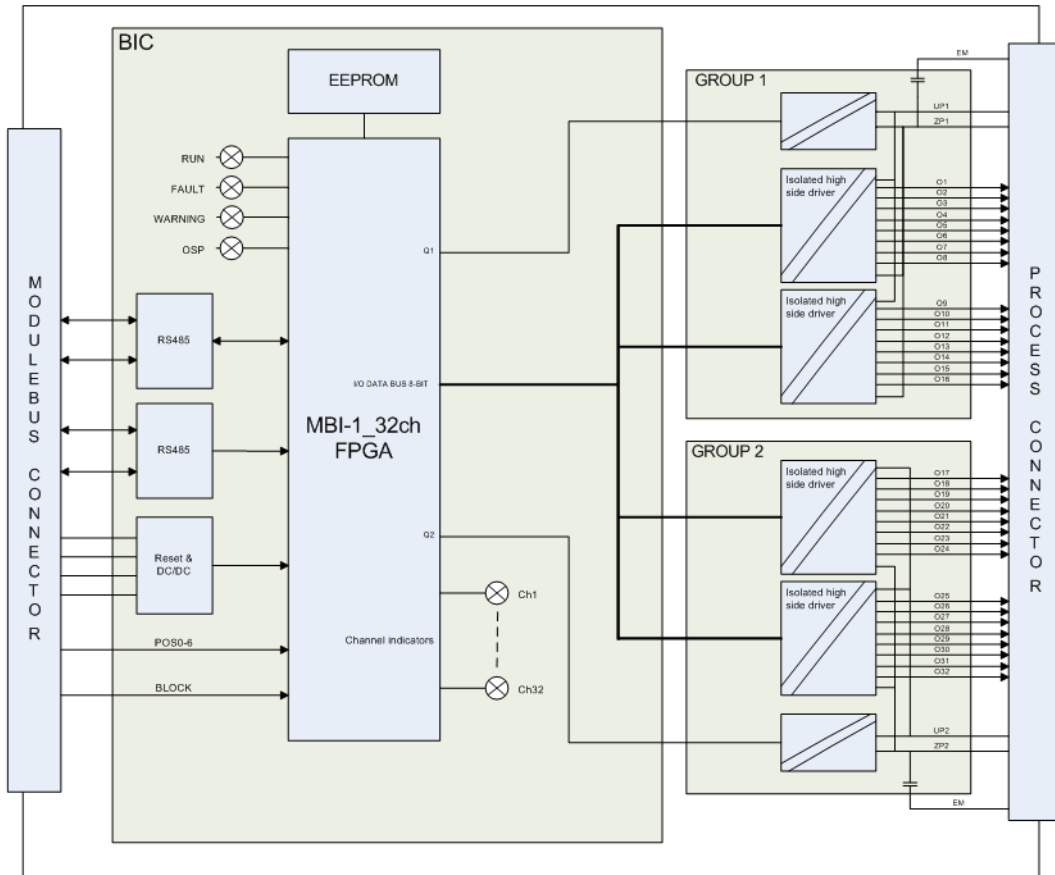 BIC
EEPROM
RUN
FAULT
WARNING
OSP
Q1
RS485
I/O DATA BUS 8-BIT
MBI-1_32ch
FPGA
RS485
Q2
Reset &
DC/DC
Ch1
Channel indicators
POS0-6
BLOCK
Ch32
MODULEBUS CONNECTOR
GROUP 1
EM
UP1
ZP1
Isolated high
side driver
O1
O2
O3
O4
O5
O6
O7
O8
Isolated high
side driver
O9
O10
O11
O12
O13
O14
O15
O16
GROUP 2
Isolated high
side driver
O17
O18
O19
O20
O21
O22
O23
O24
Isolated high
side driver
O25
O26
O27
O28
O29
O30
O31
O32
UP2
ZP2
EM
PROCESS CONNECTOR